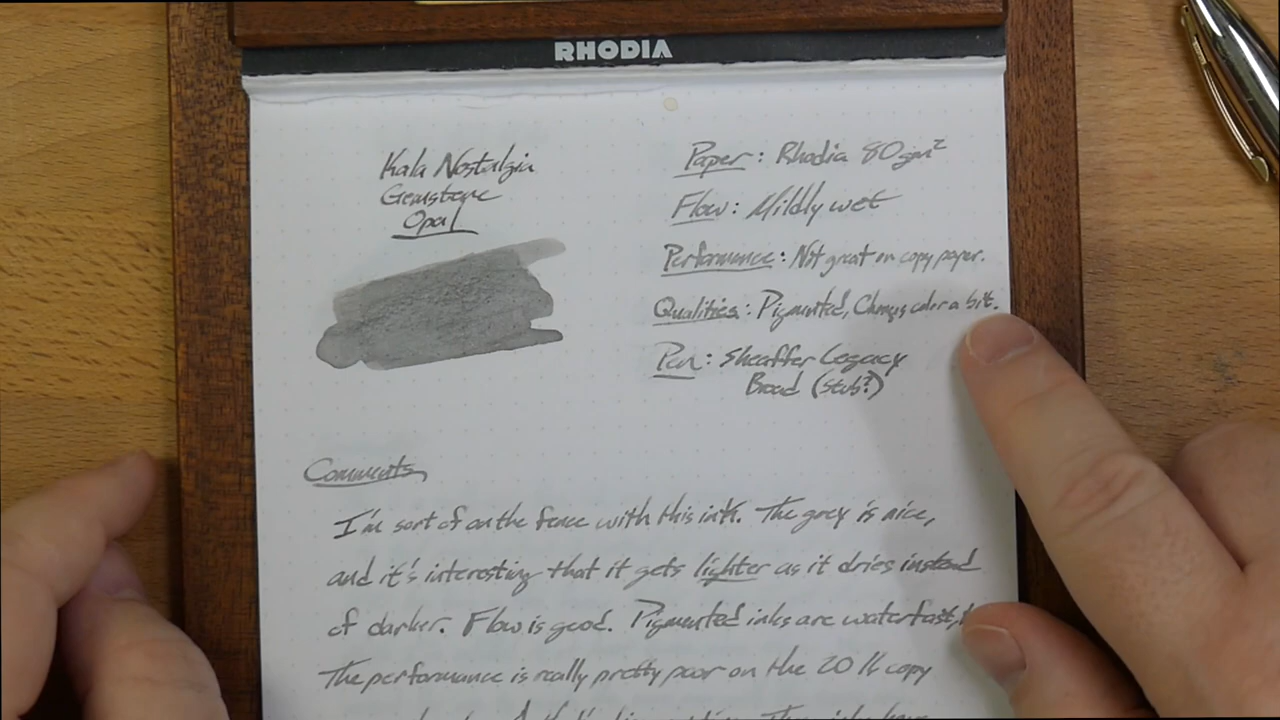 RHODIA
Kala Nostalgia
Gemstone
Opal
Paper: Rhodia 80gm²
Flow: Mildly wet
Performance: Not great on copy paper.
Qualities: Pigmented, Changes color a bit.
Pen: Sheaffer Legacy
Broad (stub?)
Comments
I'm sort of on the fence with this ink. The grey is nice,
and it's interesting that it gets lighter as it dries instead
of darker. Flow is good. Pigmented inks are waterfast,
The performance is really pretty poor on the 20 lb copy